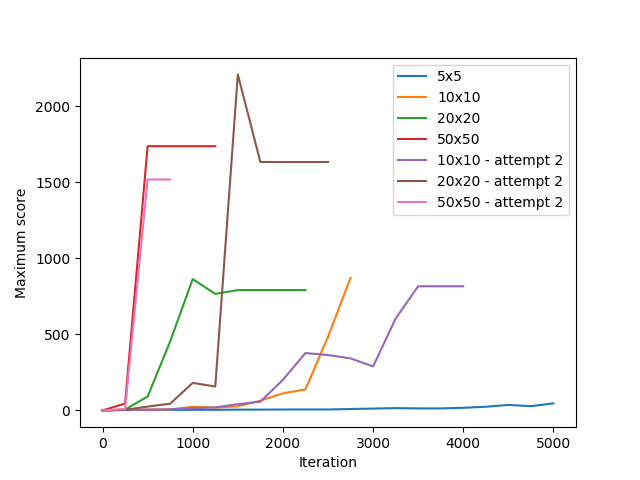 2000
1500
1000
500
0
Maximum score
0 1000 2000 3000 4000 5000
Iteration
5x5
10x10
20x20
50x50
10x10 - attempt 2
20x20 - attempt 2
50x50 - attempt 2